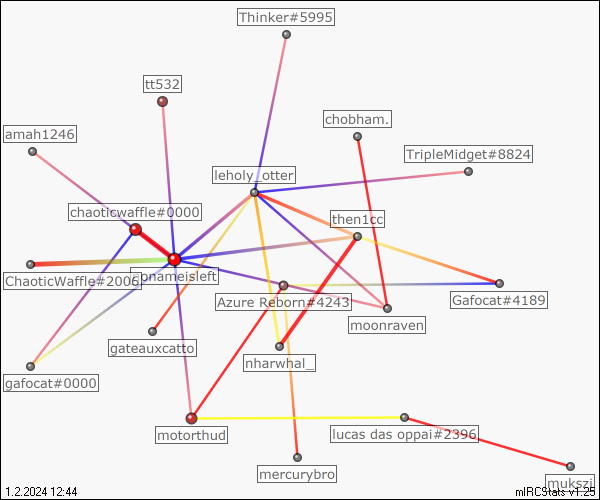 Thinker#5995
tt532
chobham.
amah1246
TripleMidget#8824
leholy_otter
chaoticwaffle#0000
then1cc
ChaoticWaffle#2006
pnameisleft
Azure Reborn#4243
Gafocat#4189
moonraven
gateauxcatto
nharwhal_
gafocat#0000
motorthud
lucas das oppai#2396
mercurybro
mukszi
1.2.2024 12:44
mIRCStats v1.25